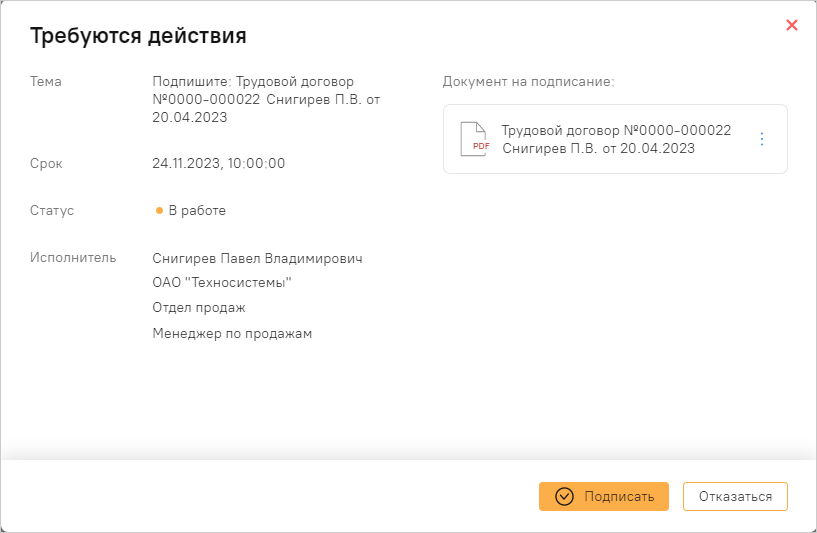 Требуются действия
Тема
Подпишите: Трудовой договор
№0000-000022 Снигирев П.В. от
20.04.2023
Срок
24.11.2023, 10:00:00
Статус
В работе
Исполнитель
Снигирев Павел Владимирович
ОАО "Техносистемы"
Отдел продаж
Менеджер по продажам
Документ на подписание:
PDF
Трудовой договор №0000-000022
Снигирев П.В. от 20.04.2023
Подписать
Отказаться